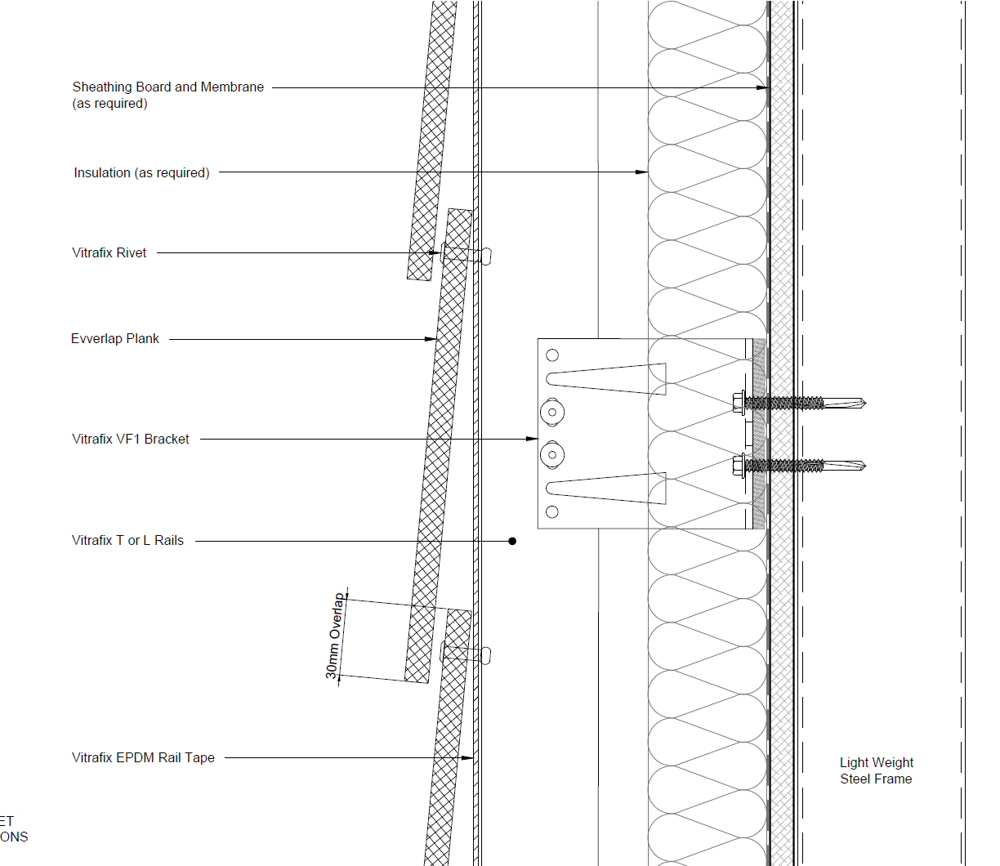 Sheathing Board and Membrane
(as required)
Insulation (as required)
Vitrafix Rivet
Evverlap Plank
Vitrafix VF1 Bracket
Vitrafix T or L Rails
30mm Overlap
Vitrafix EPDM Rail Tape
Light Weight
Steel Frame
ET
ONS